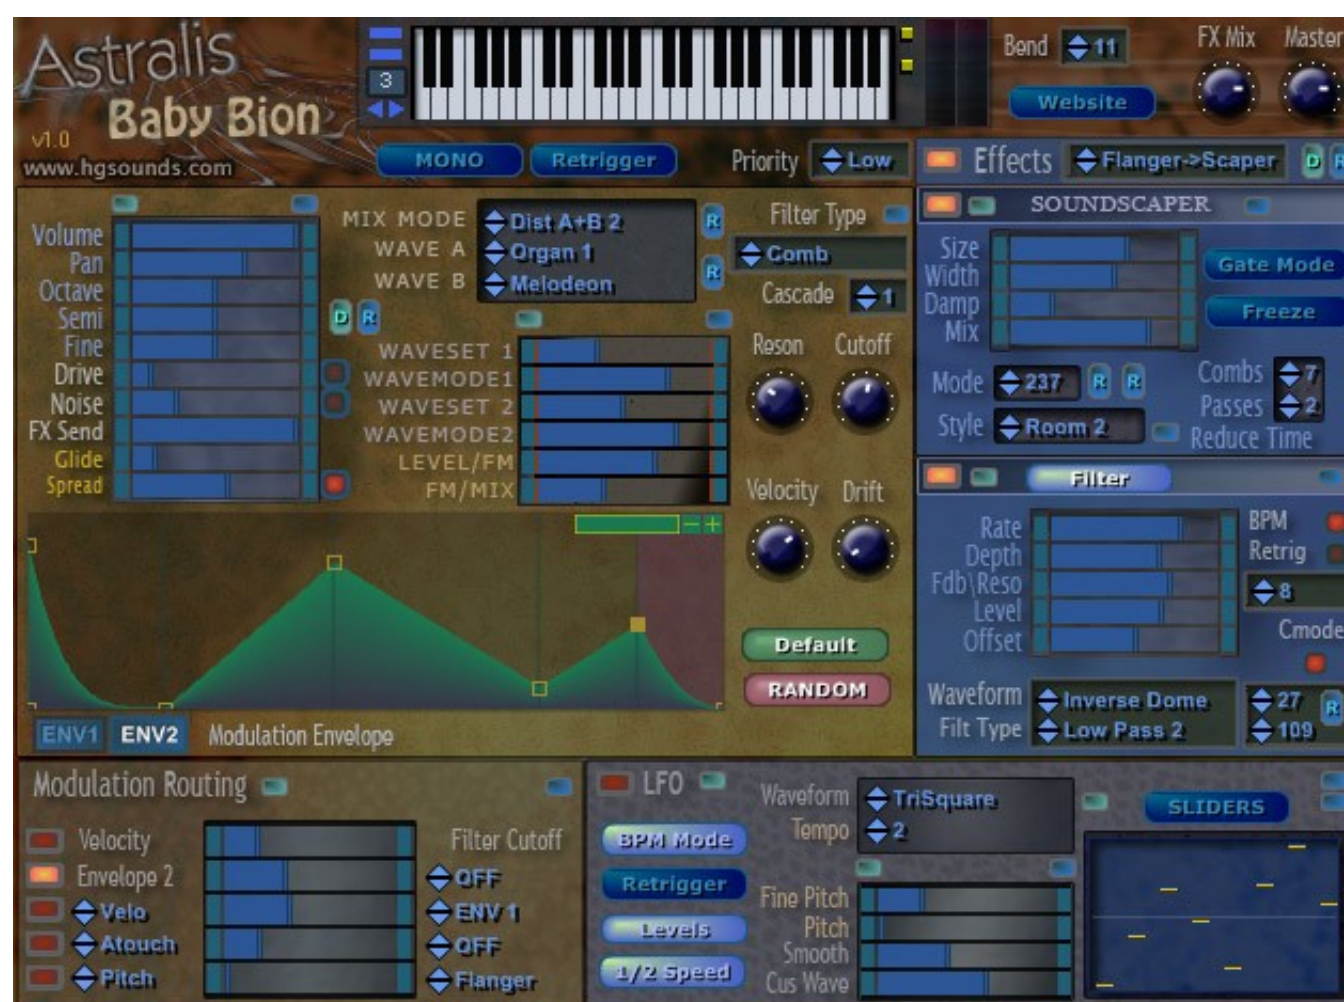 Astralis
Baby Bion
v1.0
www.hgsounds.com
3
Bend 11
FX Mix Master
Website
MONO Retrigger
Priority Low
Effects Flanger->Scaper D R
Volume
Pan
Octave
Semi
Fine
Drive
Noise
FX Send
Glide
Spread
D R
MIX MODE Dist A+B 2 R
WAVE A Organ 1
WAVE B Melodeon R
WAVESET 1
WAVEMODE1
WAVESET 2
WAVEMODE2
LEVEL/FM
FM/MIX
Filter Type
Comb
Cascade 1
Reson Cutoff
Velocity Drift
Default
RANDOM
ENV1 ENV2 Modulation Envelope
SOUNDSCAPER
Size
Width
Damp
Mix
Gate Mode
Freeze
Mode 237 R R
Style Room 2
Combs 7
Passes 2
Reduce Time
Filter
Rate
Depth
Fdb\Reso
Level
Offset
BPM
Retrig
8
Cmode
Waveform Inverse Dome 27 R
Filt Type Low Pass 2 109
Modulation Routing
Velocity Filter Cutoff
Envelope 2 OFF
Velo ENV 1
Atouch OFF
Pitch Flanger
LFO
BPM Mode
Retrigger
Levels
1/2 Speed
Waveform TriSquare
Tempo 2
Fine Pitch
Pitch
Smooth
Cus Wave
SLIDERS